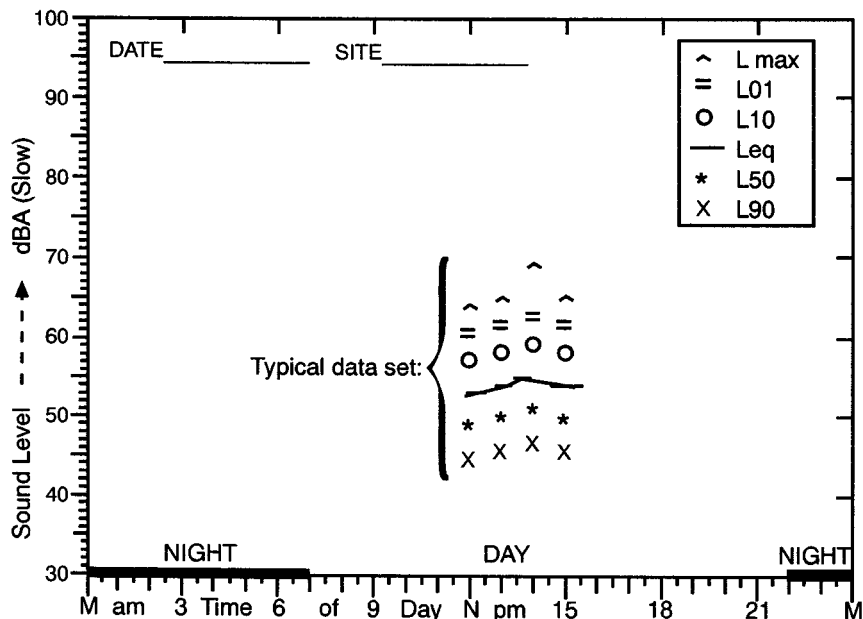 100
90
80
70
60
50
40
30
Sound Level ----► dBA (Slow)
DATE SITE
^ L max
= L01
O L10
— Leq
* L50
X L90
Typical data set:
NIGHT DAY NIGHT
M am 3 Time 6 of 9 Day N pm 15 18 21 M